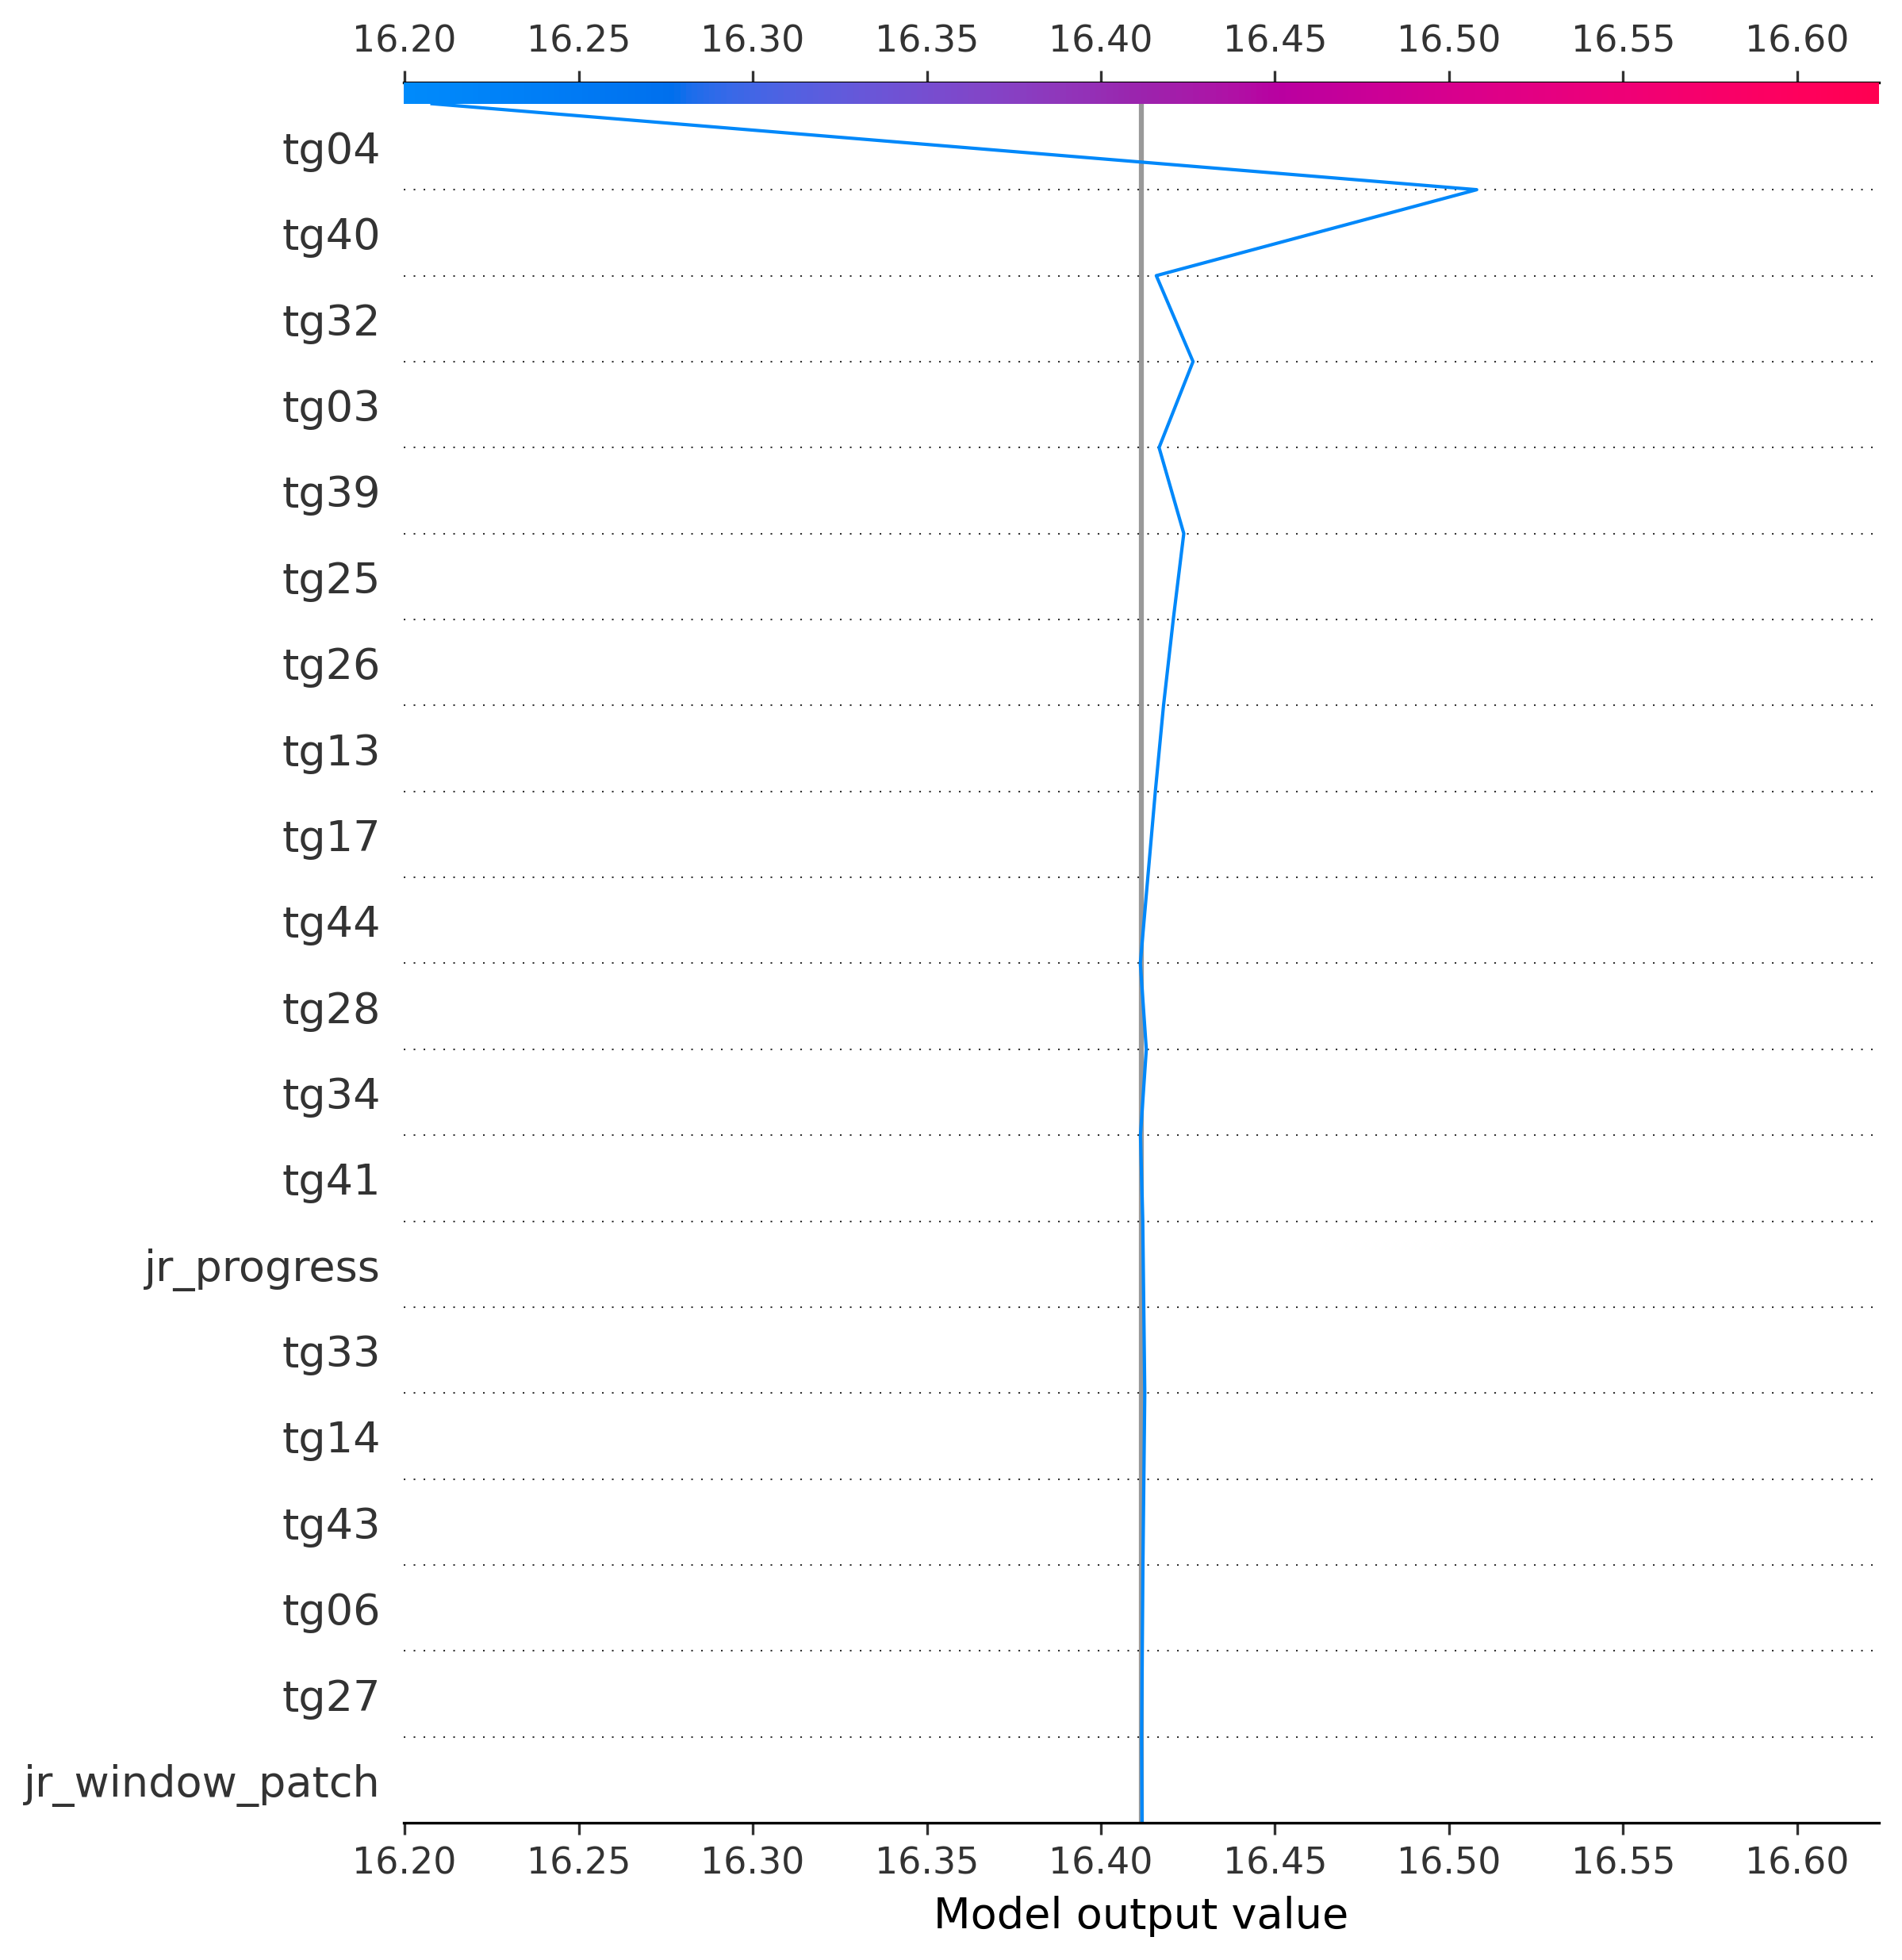 16.20 16.25 16.30 16.35 16.40 16.45 16.50 16.55 16.60
tg04
tg40
tg32
tg03
tg39
tg25
tg26
tg13
tg17
tg44
tg28
tg34
tg41
jr_progress
tg33
tg14
tg43
tg06
tg27
jr_window_patch
16.20 16.25 16.30 16.35 16.40 16.45 16.50 16.55 16.60
Model output value